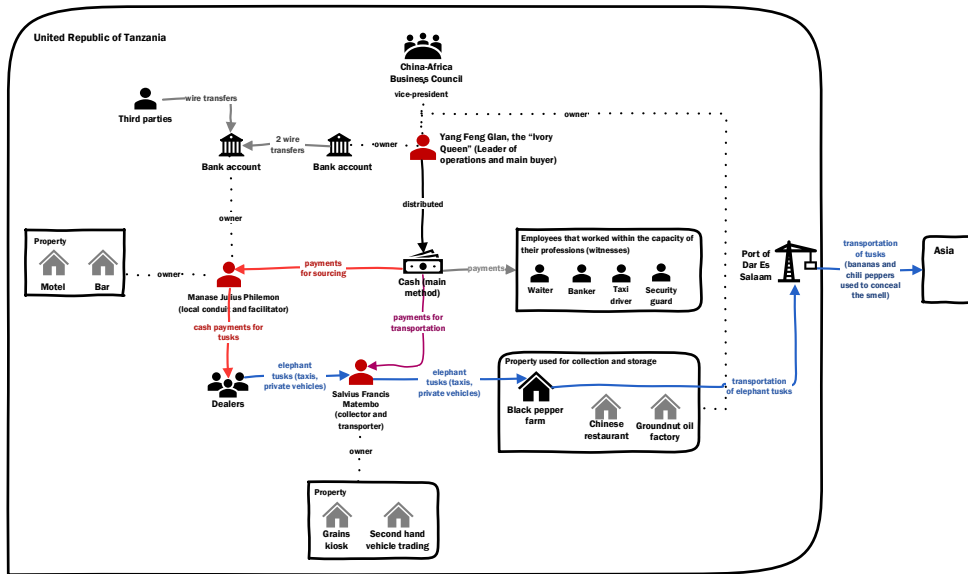 United Republic of Tanzania
China-Africa
Business Council
vice-president
wire transfers
Third parties
owner
2 wire
transfers
owner
Yang Feng Glan, the “Ivory
Queen” (Leader of
operations and main buyer)
Bank account
Bank account
owner
distributed
Property
Motel
Bar
owner
Manase Julius Philemon
(local conduit and facilitator)
payments
for sourcing
Cash (main
method)
payments
Employees that worked within the capacity of
their professions (witnesses)
Waiter
Banker
Taxi
driver
Security
guard
Port of
Dar Es
Salaam
transportation
of tusks
(bananas and
chili peppers
used to conceal
the smell)
Asia
cash payments for
tusks
payments for
transportation
Dealers
elephant
tusks (taxis,
private vehicles)
Salvius Francis
Matembo
(collector and
transporter)
elephant
tusks (taxis,
private vehicles)
Property used for collection and storage
Black pepper
farm
Chinese
restaurant
Groundnut oil
factory
transportation
of elephant tusks
owner
Property
Grains
kiosk
Second hand
vehicle trading